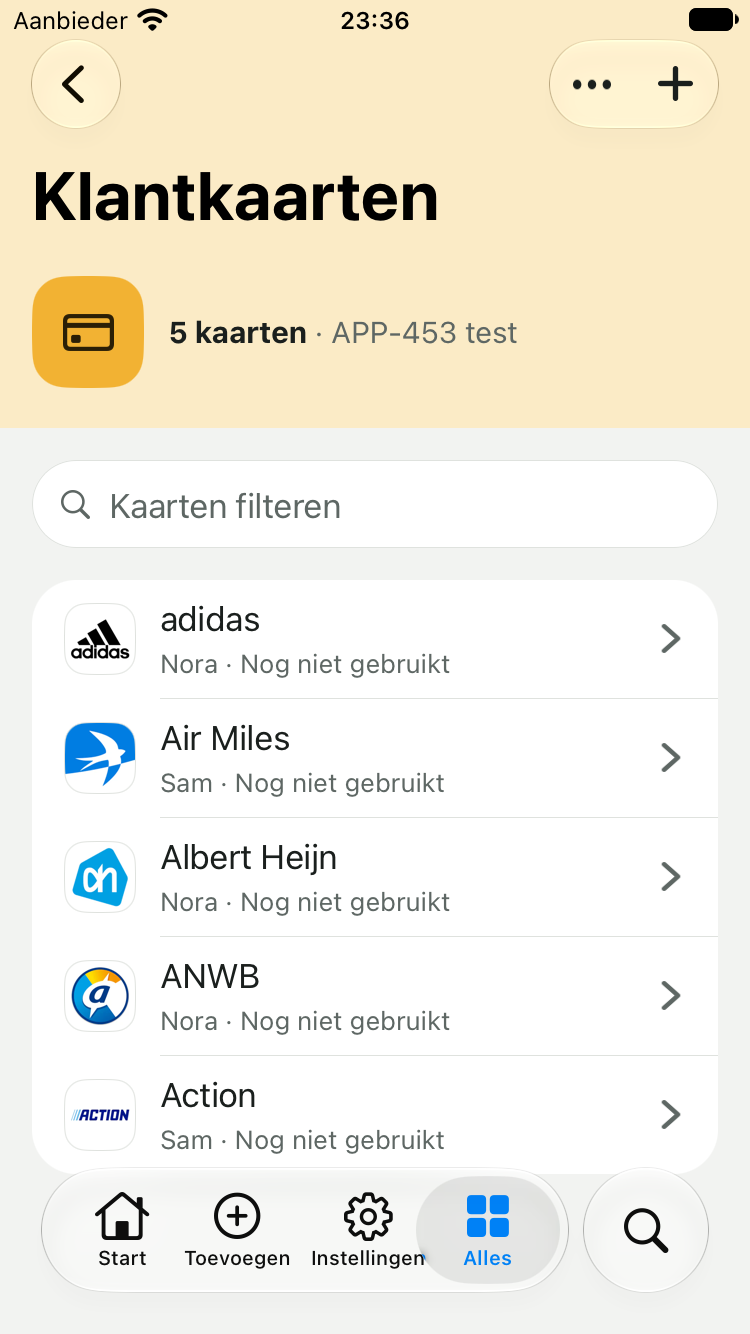 Aanbieder 23:36
Klantkaarten
5 kaarten · APP-453 test
Kaarten filteren
adidas
adidas
Nora · Nog niet gebruikt
Air Miles
Sam · Nog niet gebruikt
Albert Heijn
Nora · Nog niet gebruikt
a
ANWB
Nora · Nog niet gebruikt
ACTION
Action
Sam · Nog niet gebruikt
Start Toevoegen Instellingen Alles